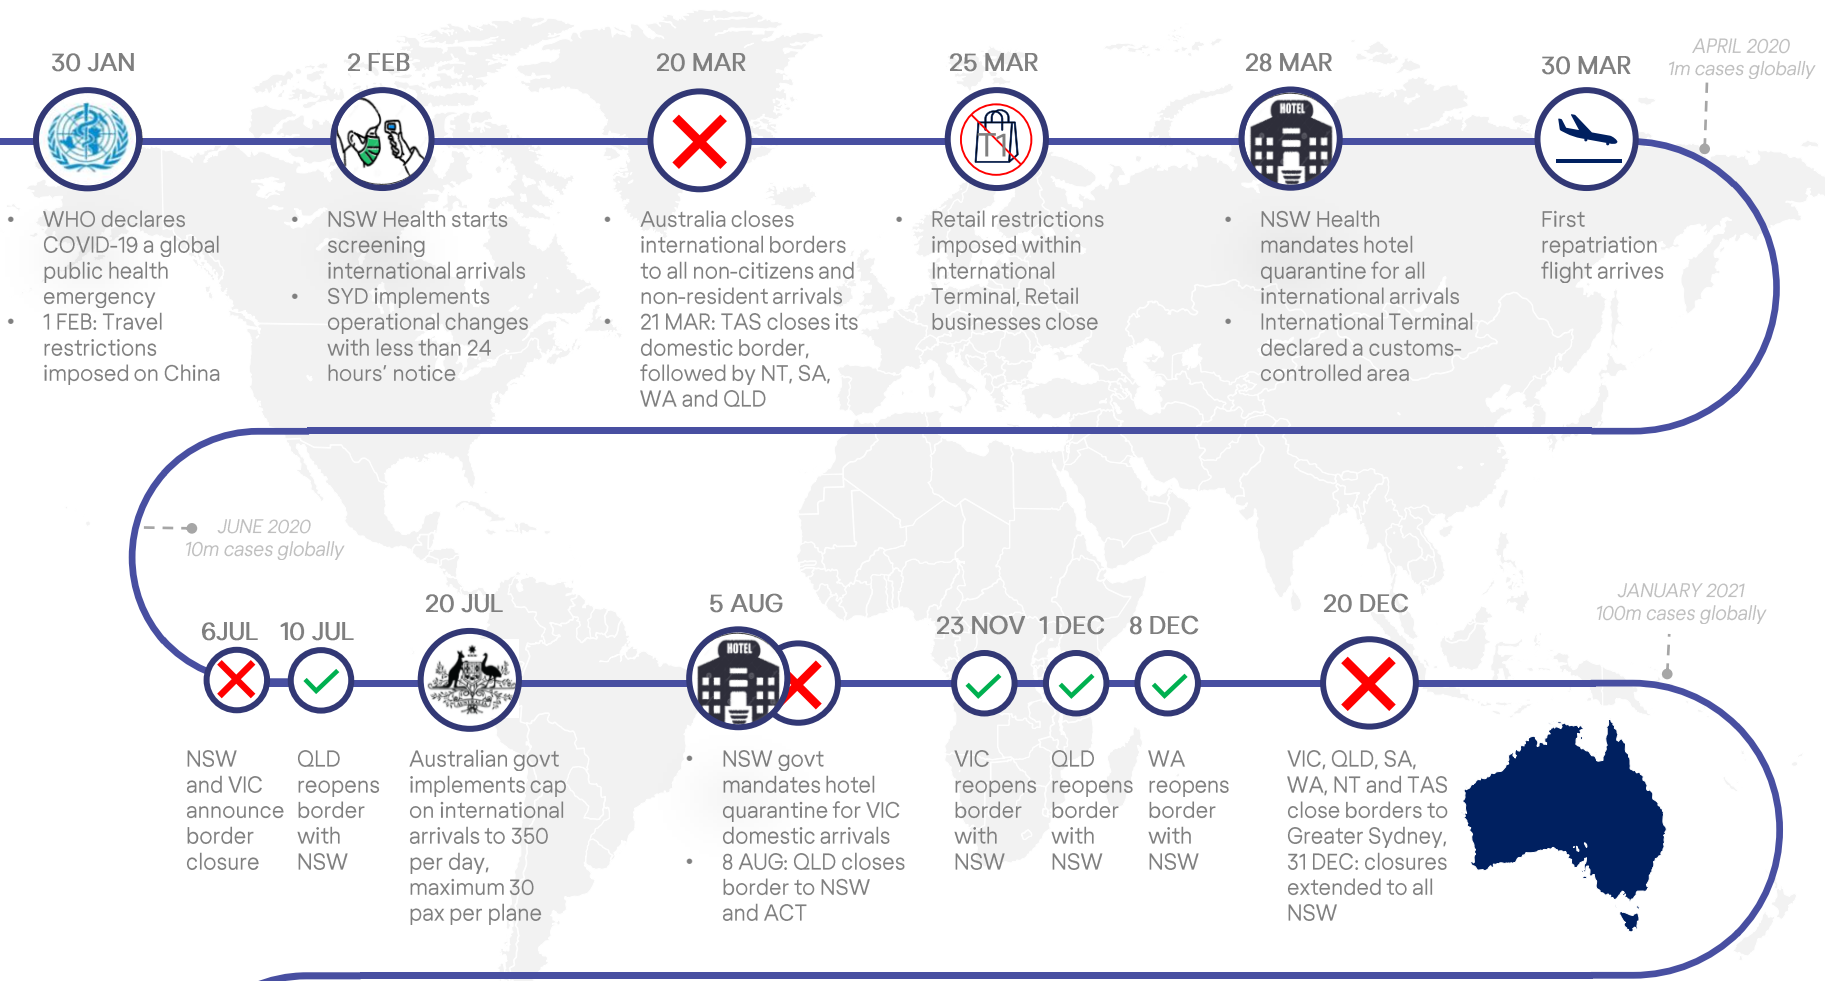 30 JAN
2 FEB
20 MAR
25 MAR
28 MAR
30 MAR
APRIL 2020
1m cases globally
T1
HOTEL
• WHO declares
COVID-19 a global
public health
emergency
• 1 FEB: Travel
restrictions
imposed on China
• NSW Health starts
screening
international arrivals
• SYD implements
operational changes
with less than 24
hours’ notice
• Australia closes
international borders
to all non-citizens and
non-resident arrivals
• 21 MAR: TAS closes its
domestic border,
followed by NT, SA,
WA and QLD
• Retail restrictions
imposed within
International
Terminal, Retail
businesses close
• NSW Health
mandates hotel
quarantine for all
international arrivals
• International Terminal
declared a customs-
controlled area
First
repatriation
flight arrives
JUNE 2020
10m cases globally
6JUL
10 JUL
20 JUL
5 AUG
23 NOV
1 DEC
8 DEC
20 DEC
JANUARY 2021
100m cases globally
HOTEL
NSW
and VIC
announce
border
closure
QLD
reopens
border
with
NSW
Australian govt
implements cap
on international
arrivals to 350
per day,
maximum 30
pax per plane
• NSW govt
mandates hotel
quarantine for VIC
domestic arrivals
• 8 AUG: QLD closes
border to NSW
and ACT
VIC
reopens
border
with
NSW
QLD
reopens
border
with
NSW
WA
reopens
border
with
NSW
VIC, QLD, SA,
WA, NT and TAS
close borders to
Greater Sydney,
31 DEC: closures
extended to all
NSW